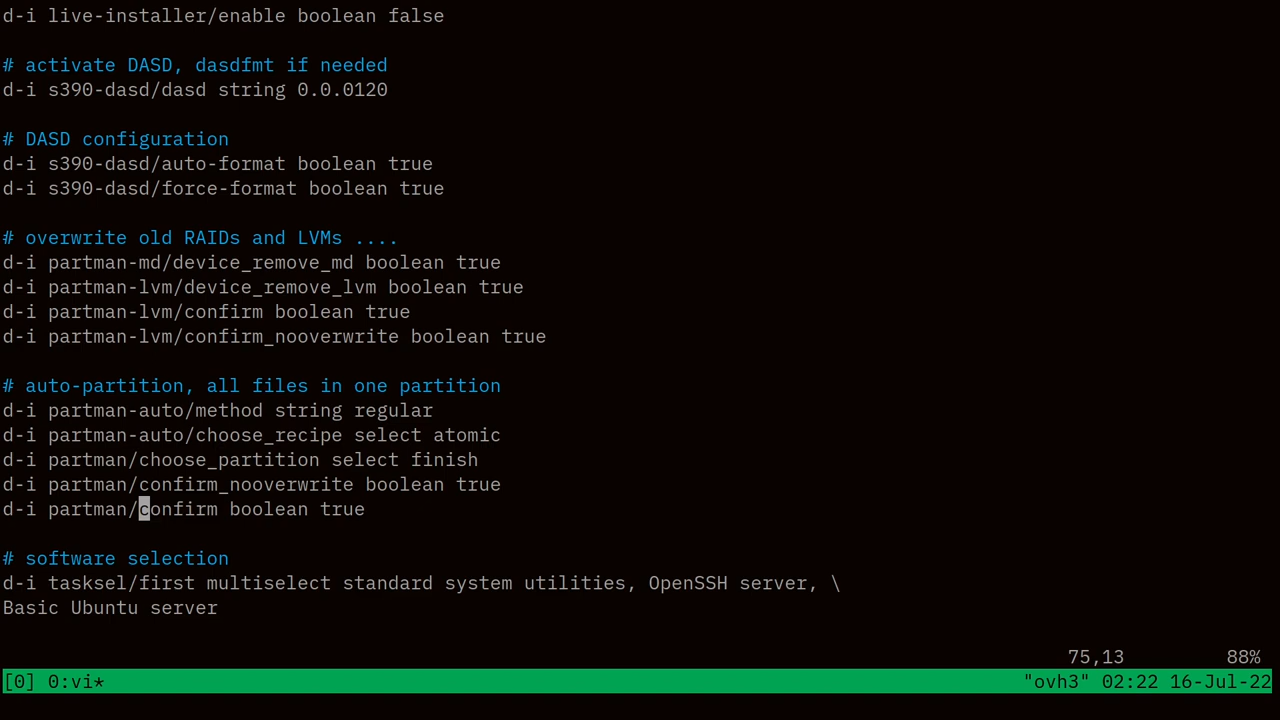 d-i live-installer/enable boolean false
# activate DASD, dasdfmt if needed
d-i s390-dasd/dasd string 0.0.0120
# DASD configuration
d-i s390-dasd/auto-format boolean true
d-i s390-dasd/force-format boolean true
# overwrite old RAIDs and LVMs ....
d-i partman-md/device_remove_md boolean true
d-i partman-lvm/device_remove_lvm boolean true
d-i partman-lvm/confirm boolean true
d-i partman-lvm/confirm_nooverwrite boolean true
# auto-partition, all files in one partition
d-i partman-auto/method string regular
d-i partman-auto/choose_recipe select atomic
d-i partman/choose_partition select finish
d-i partman/confirm_nooverwrite boolean true
d-i partman/confirm boolean true
# software selection
d-i tasksel/first multiselect standard system utilities, OpenSSH server, \
Basic Ubuntu server
75,13 88%
[0] 0:vi* "ovh3" 02:22 16-Jul-22